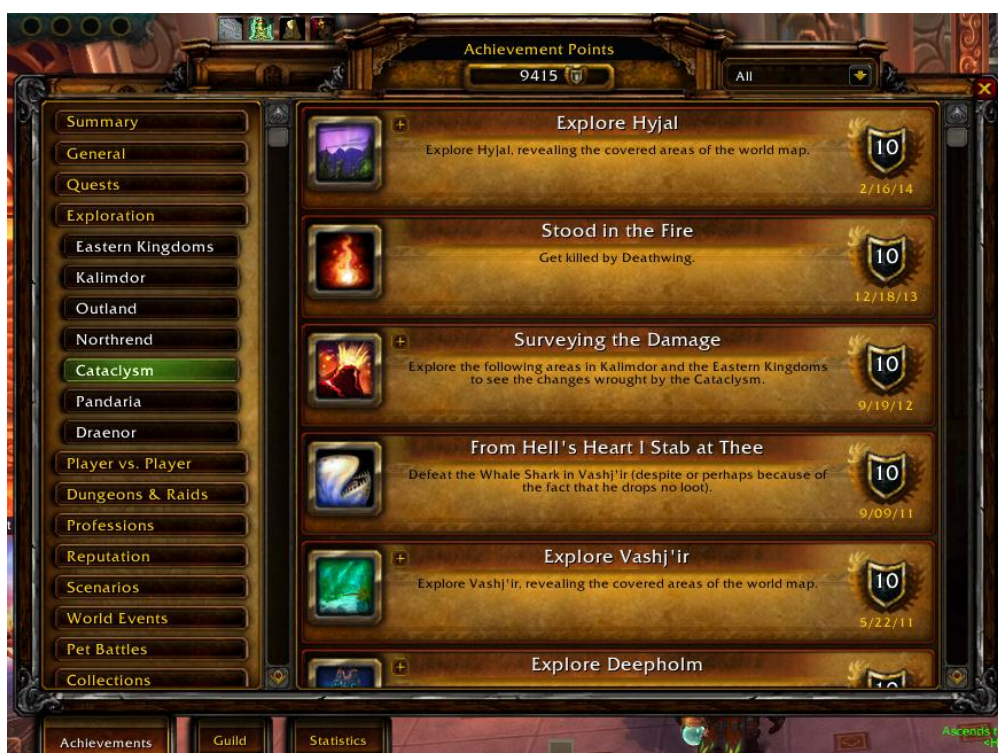 Achievement Points
9415
All
Summary
General
Quests
Exploration
Eastern Kingdoms
Kalimdor
Outland
Northrend
Cataclysm
Pandaria
Draenor
Player vs. Player
Dungeons & Raids
Professions
Reputation
Scenarios
World Events
Pet Battles
Collections
Explore Hyjal
Explore Hyjal, revealing the covered areas of the world map.
10
2/16/14
Stood in the Fire
Get killed by Deathwing.
10
12/18/13
Surveying the Damage
Explore the following areas in Kalimdor and the Eastern Kingdoms
to see the changes wrought by the Cataclysm.
10
9/19/12
From Hell's Heart I Stab at Thee
Defeat the Whale Shark in Vashj'ir (despite or perhaps because of
the fact that he drops no loot).
10
9/09/11
Explore Vashj'ir
Explore Vashj'ir, revealing the covered areas of the world map.
10
5/22/11
Explore Deepholm
10
Achievements
Guild
Statistics
Ascends